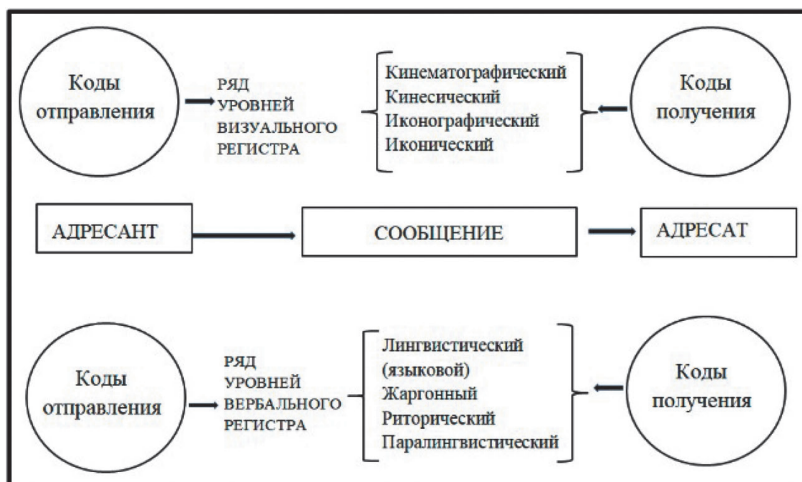 Коды
отправления
РЯД
УРОВНЕЙ
ВИЗУАЛЬНОГО
РЕГИСТРА
Кинематографический
Кинесический
Иконографический
Иконический
Коды
получения
АДРЕСАНТ
СООБЩЕНИЕ
АДРЕСАТ
Коды
отправления
РЯД
УРОВНЕЙ
ВЕРБАЛЬНОГО
РЕГИСТРА
Лингвистический
(языковой)
Жаргонный
Риторический
Паралингвистический
Коды
получения